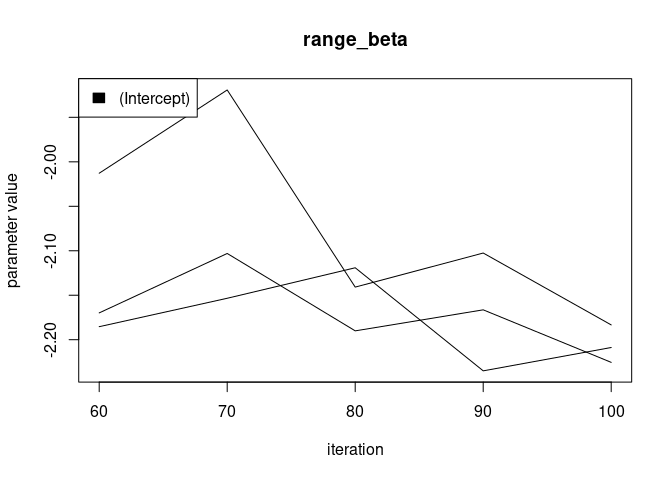 range_beta
(Intercept)
parameter value
-2.00
-2.10
-2.20
60 70 80 90 100
iteration